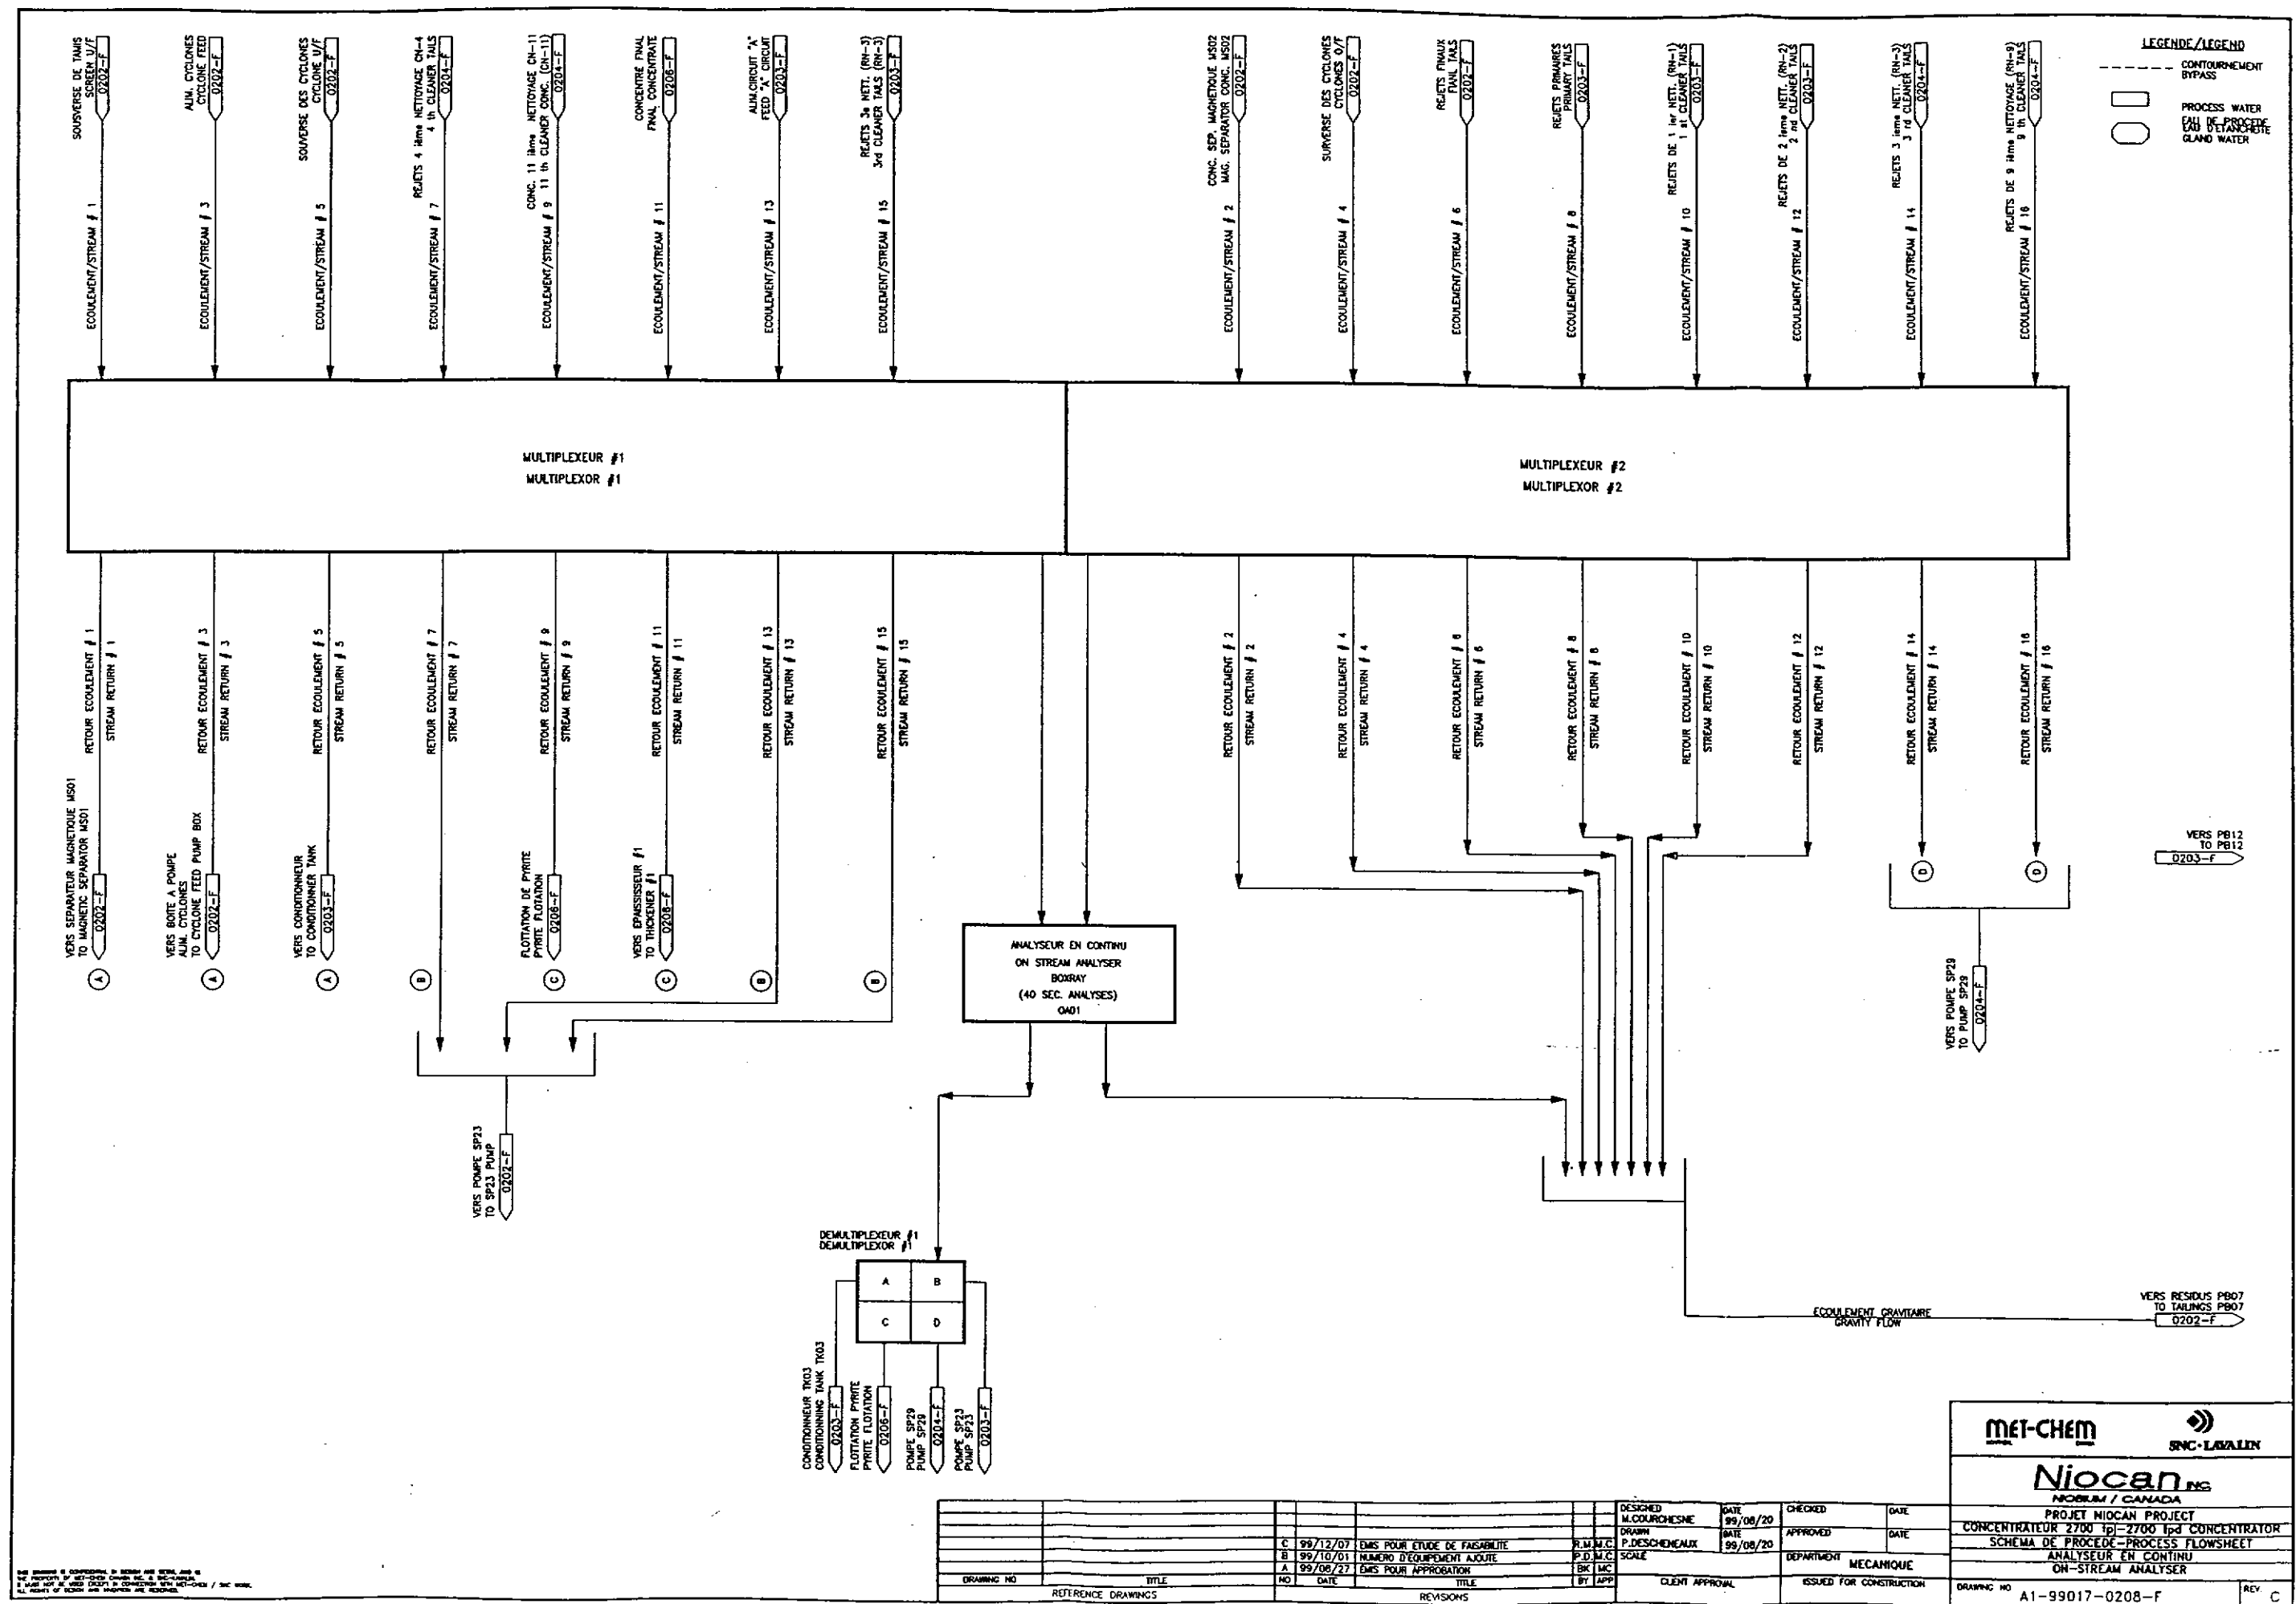 SOUSVERSE DE TAMIS
SCREEN U/F
0202-F
ECOULEMENT/STREAM # 1
ALIM. CYCLONES
CYCLONE FEED
0202-F
ECOULEMENT/STREAM # 3
SOUVERSE DES CYCLONES
CYCLONE U/F
0202-F
ECOULEMENT/STREAM # 5
REJETS 4 ième NETTOYAGE CN-4
4 th CLEANER TAILS
0204-F
ECOULEMENT/STREAM # 7
CONC. 11 ième NETTOYAGE CN-11
11 th CLEANER CONC. (CN-11)
0204-F
ECOULEMENT/STREAM # 9
CONCENTRE FINAL
FINAL CONCENTRATE
0206-F
ECOULEMENT/STREAM # 11
ALIM.CIRCUIT "A"
FEED "A" CIRCUIT
0203-F
ECOULEMENT/STREAM # 13
REJETS 3e NETT. (RN-3)
3rd CLEANER TAILS (RN-3)
0203-F
ECOULEMENT/STREAM # 15
CONC. SEP. MAGNETIQUE MS02
MAG. SEPARATOR CONC. MS02
0202-F
ECOULEMENT/STREAM # 2
SURVERSE DES CYCLONES
CYCLONES O/F
0202-F
ECOULEMENT/STREAM # 4
REJETS FINAUX
FIANL TAILS
0202-F
ECOULEMENT/STREAM # 6
REJETS PRIMAIRES
PRIMARY TAILS
0203-F
ECOULEMENT/STREAM # 8
REJETS DE 1 ier NETT. (RN-1)
1 st CLEANER TAILS
0203-F
ECOULEMENT/STREAM # 10
REJETS DE 2 ieme NETT. (RN-2)
2 nd CLEANER TAILS
0203-F
ECOULEMENT/STREAM # 12
REJETS 3 ieme NETT. (RN-3)
3 rd CLEANER TAILS
0204-F
ECOULEMENT/STREAM # 14
REJETS DE 9 ième NETTOYAGE (RN-9)
9 th CLEANER TAILS
0204-F
ECOULEMENT/STREAM # 16
LEGENDE/LEGEND
CONTOURNEMENT
BYPASS
PROCESS WATER
EAU DE PROCEDE
EAU D'ETANCHEITE
GLAND WATER
MULTIPLEXEUR #1
MULTIPLEXOR #1
MULTIPLEXEUR #2
MULTIPLEXOR #2
RETOUR ECOULEMENT # 1
STREAM RETURN # 1
RETOUR ECOULEMENT # 3
STREAM RETURN # 3
RETOUR ECOULEMENT # 5
STREAM RETURN # 5
RETOUR ECOULEMENT # 7
STREAM RETURN # 7
RETOUR ECOULEMENT # 9
STREAM RETURN # 9
RETOUR ECOULEMENT # 11
STREAM RETURN # 11
RETOUR ECOULEMENT # 13
STREAM RETURN # 13
RETOUR ECOULEMENT # 15
STREAM RETURN # 15
RETOUR ECOULEMENT # 2
STREAM RETURN # 2
RETOUR ECOULEMENT # 4
STREAM RETURN # 4
RETOUR ECOULEMENT # 6
STREAM RETURN # 6
RETOUR ECOULEMENT # 8
STREAM RETURN # 8
RETOUR ECOULEMENT # 10
STREAM RETURN # 10
RETOUR ECOULEMENT # 12
STREAM RETURN # 12
RETOUR ECOULEMENT # 14
STREAM RETURN # 14
RETOUR ECOULEMENT # 16
STREAM RETURN # 16
VERS SEPARATEUR MAGNETIQUE MS01
TO MAGNETIC SEPARATOR MS01
0202-F
A
VERS BOITE A POMPE
ALIM. CYCLONES
TO CYCLONE FEED PUMP BOX
0202-F
A
VERS CONDITIONNEUR
TO CONDITIONNER TANK
0203-F
A
B
FLOTTATION DE PYRITE
PYRITE FLOTATION
0206-F
C
VERS EPAISSISSEUR #1
TO THICKENER #1
0206-F
C
B
B
D
D
VERS PB12
TO PB12
0203-F
ANALYSEUR EN CONTINU
ON STREAM ANALYSER
BOXRAY
(40 SEC. ANALYSES)
OA01
VERS POMPE SP29
TO PUMP SP29
0204-F
VERS POMPE SP23
TO SP23 PUMP
0202-F
DEMULTIPLEXEUR #1
DEMULTIPLEXOR #1
A
B
C
D
ECOULEMENT GRAVITAIRE
GRAVITY FLOW
VERS RESIDUS PB07
TO TAILINGS PB07
0202-F
CONDITIONNEUR TK03
CONDITIONNING TANK TK03
0203-F
FLOTTATION PYRITE
PYRITE FLOTATION
0206-F
POMPE SP29
PUMP SP29
0204-F
POMPE SP23
PUMP SP23
0203-F
MET-CHEM
SNC·LAVALIN
Niocan INC.
NIOBIUM / CANADA
PROJET NIOCAN PROJECT
CONCENTRATEUR 2700 tpj-2700 tpd CONCENTRATOR
SCHEMA DE PROCEDE-PROCESS FLOWSHEET
ANALYSEUR EN CONTINU
ON-STREAM ANALYSER
DRAWING NO
A1-99017-0208-F
REV.
C
DESIGNED
M.COURCHESNE
DATE
99/08/20
CHECKED
DATE
DRAWN
P.DESCHENEAUX
DATE
99/08/20
APPROVED
DATE
SCALE
DEPARTMENT
MECANIQUE
CLIENT APPROVAL
ISSUED FOR CONSTRUCTION
C 99/12/07 EMIS POUR ETUDE DE FAISABILITE R.M. M.C.
B 99/10/01 NUMERO D'EQUIPEMENT AJOUTE P.D. M.C.
A 99/08/27 EMIS POUR APPROBATION BK MC
NO DATE TITLE BY APP
REVISIONS
DRAWING NO TITLE
REFERENCE DRAWINGS